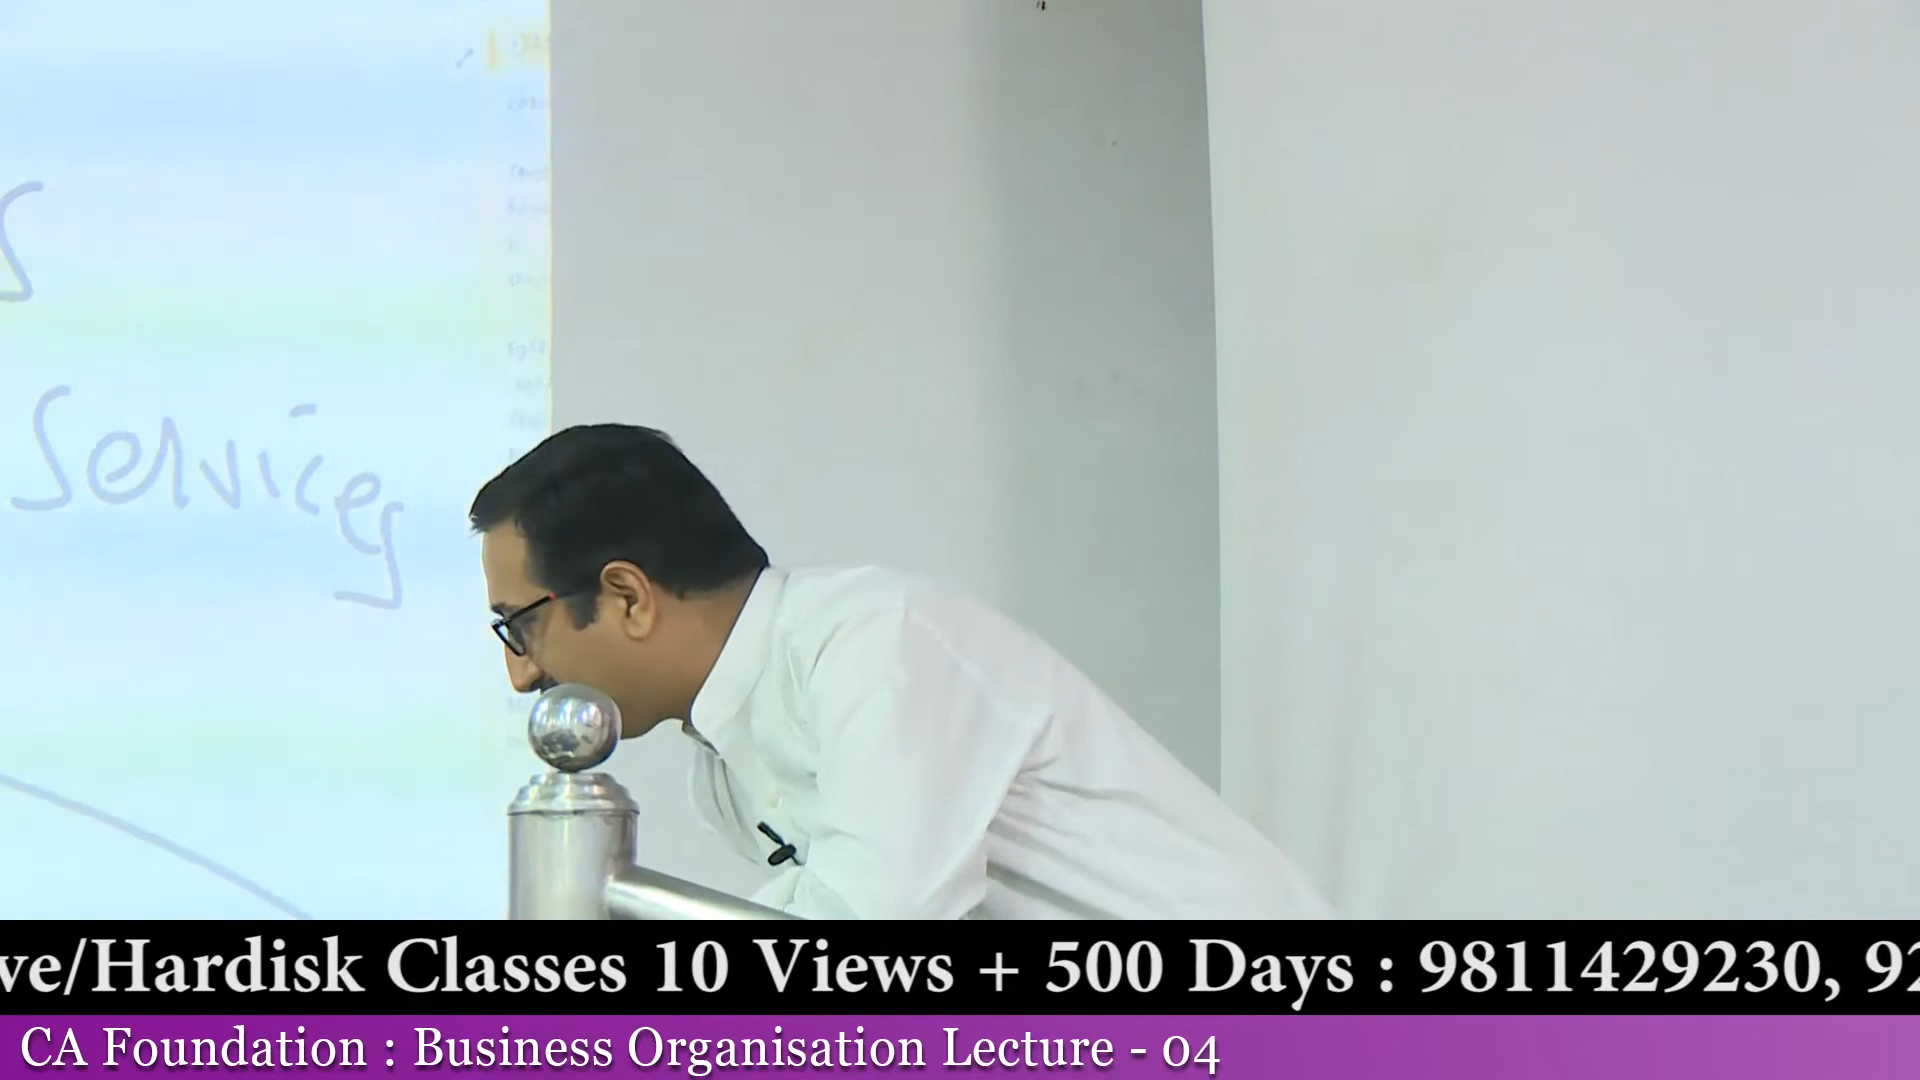 s
Services
ve/Hardisk Classes 10 Views + 500 Days : 9811429230, 92
CA Foundation : Business Organisation Lecture - 04